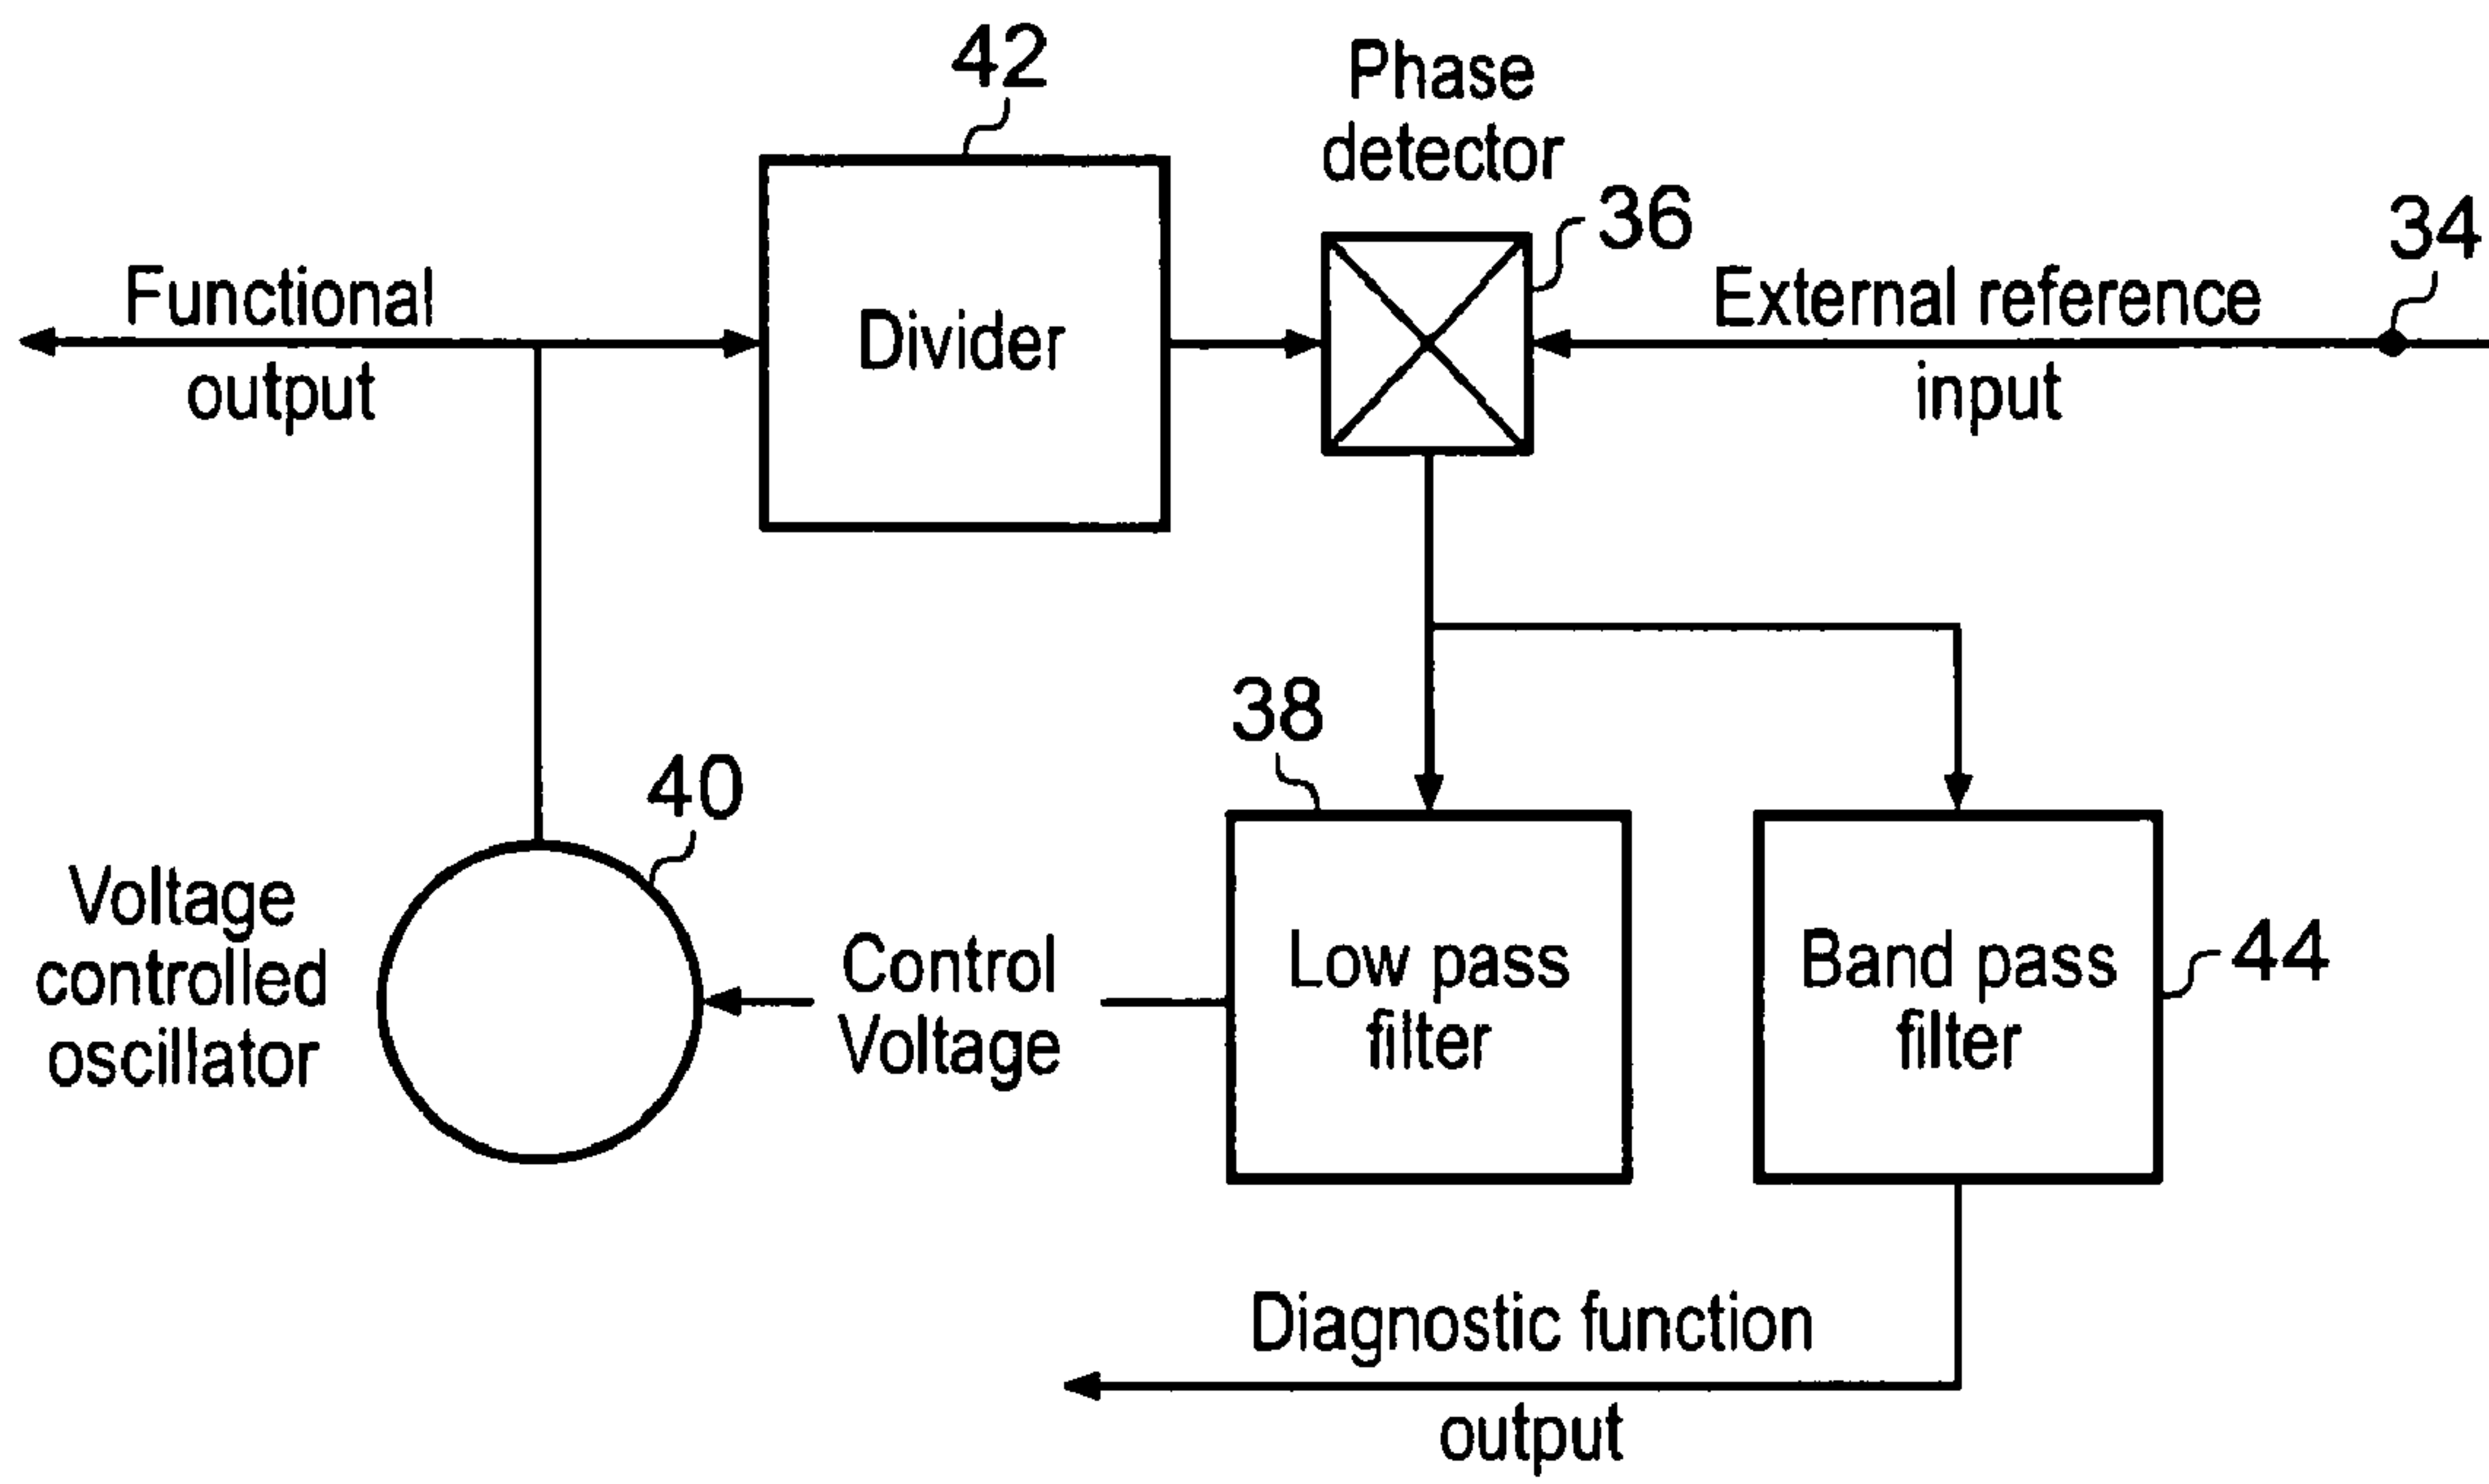 42
Phase
detector
36
34
Functional
output
Divider
External reference
input
38
40
Voltage
controlled
oscillator
Control
Voltage
Low pass
filter
Band pass
filter
44
Diagnostic function
output